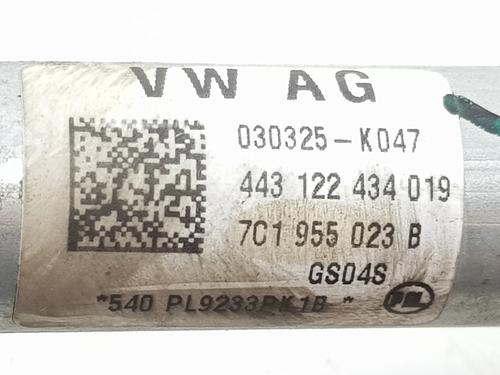 VW AG
030325-K047
443 122 434 019
7C1 955 023 B
GS04S
*540 PL9233PK1B *